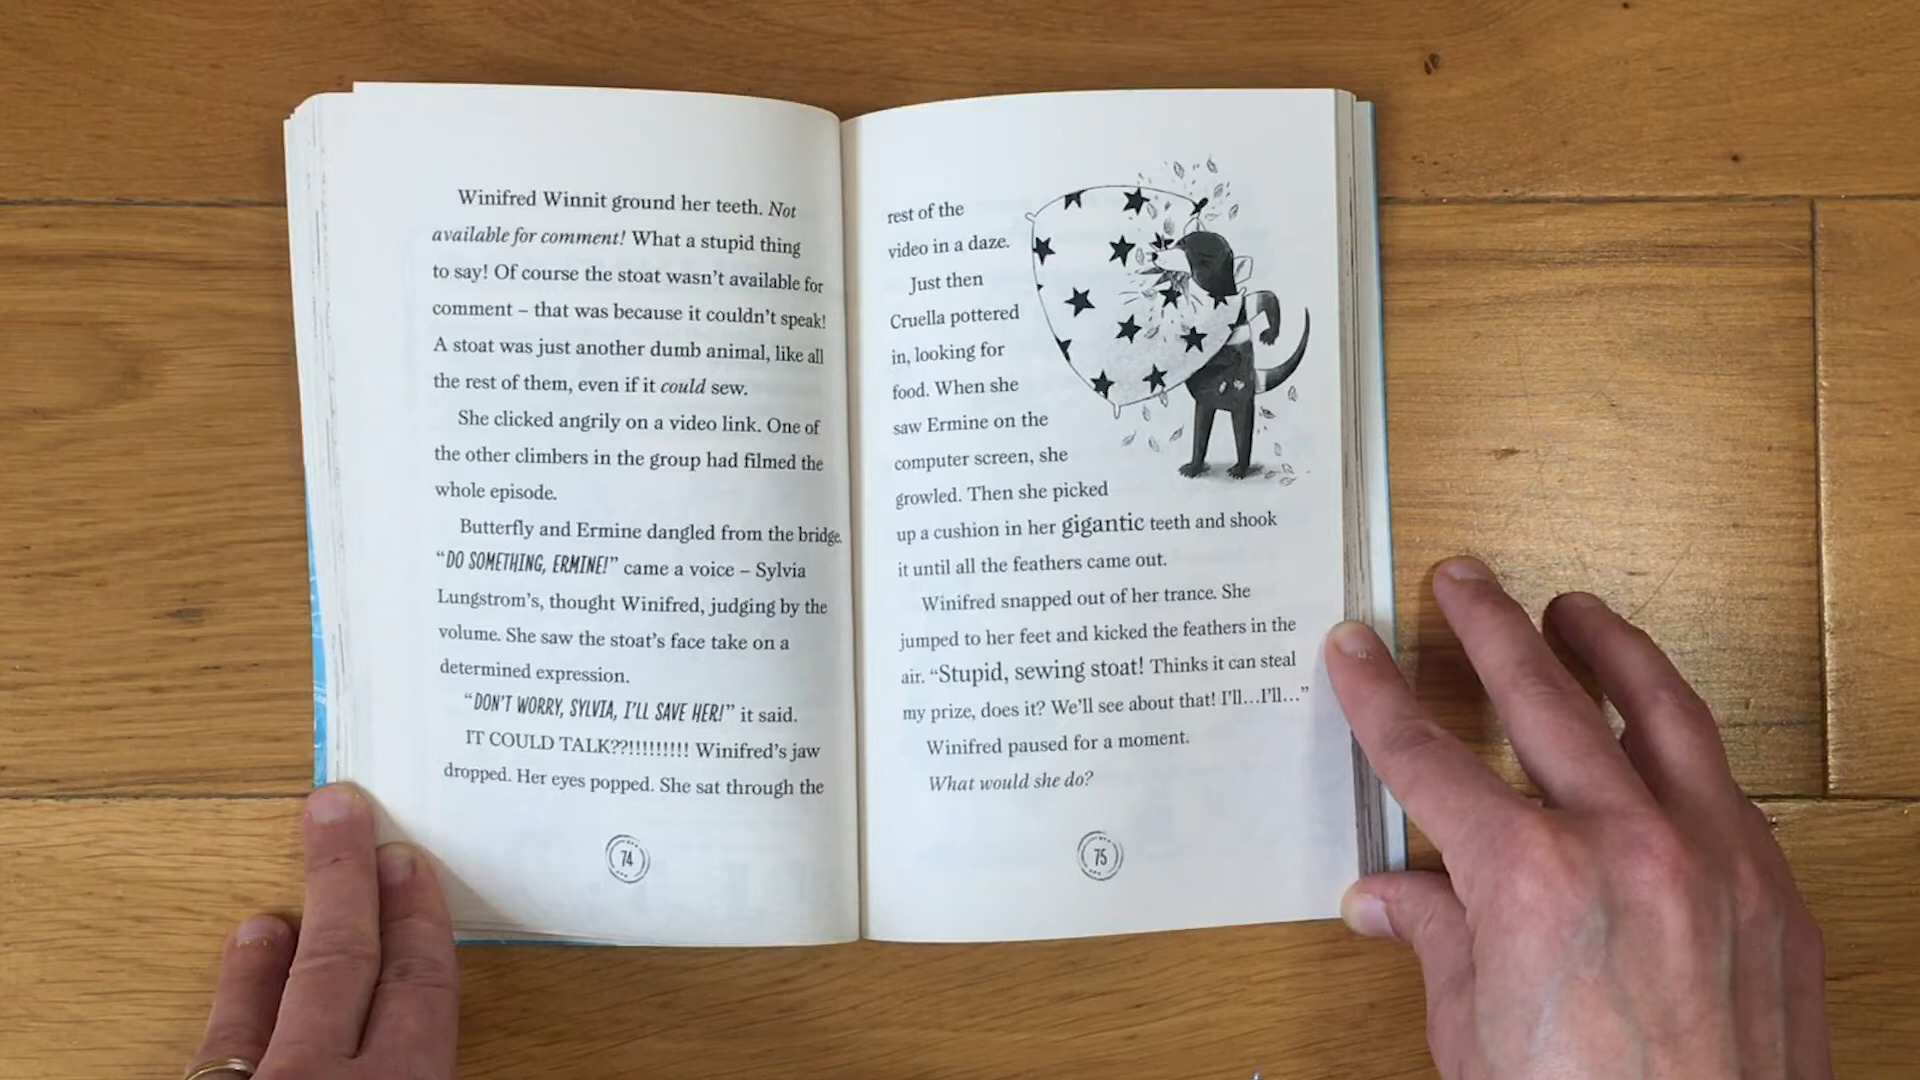 Winifred Winnit ground her teeth. Not
available for comment! What a stupid thing
to say! Of course the stoat wasn't available for
comment – that was because it couldn't speak!
A stoat was just another dumb animal, like all
the rest of them, even if it could sew.
She clicked angrily on a video link. One of
the other climbers in the group had filmed the
whole episode.
Butterfly and Ermine dangled from the bridge.
“DO SOMETHING, ERMINE!” came a voice – Sylvia
Lungstrom's, thought Winifred, judging by the
volume. She saw the stoat's face take on a
determined expression.
“DON'T WORRY, SYLVIA, I'LL SAVE HER!” it said.
IT COULD TALK??!!!!!!!!! Winifred's jaw
dropped. Her eyes popped. She sat through the
74
rest of the
video in a daze.
Just then
Cruella pottered
in, looking for
food. When she
saw Ermine on the
computer screen, she
growled. Then she picked
up a cushion in her gigantic teeth and shook
it until all the feathers came out.
Winifred snapped out of her trance. She
jumped to her feet and kicked the feathers in the
air. “Stupid, sewing stoat! Thinks it can steal
my prize, does it? We'll see about that! I'll…I'll…”
Winifred paused for a moment.
What would she do?
75